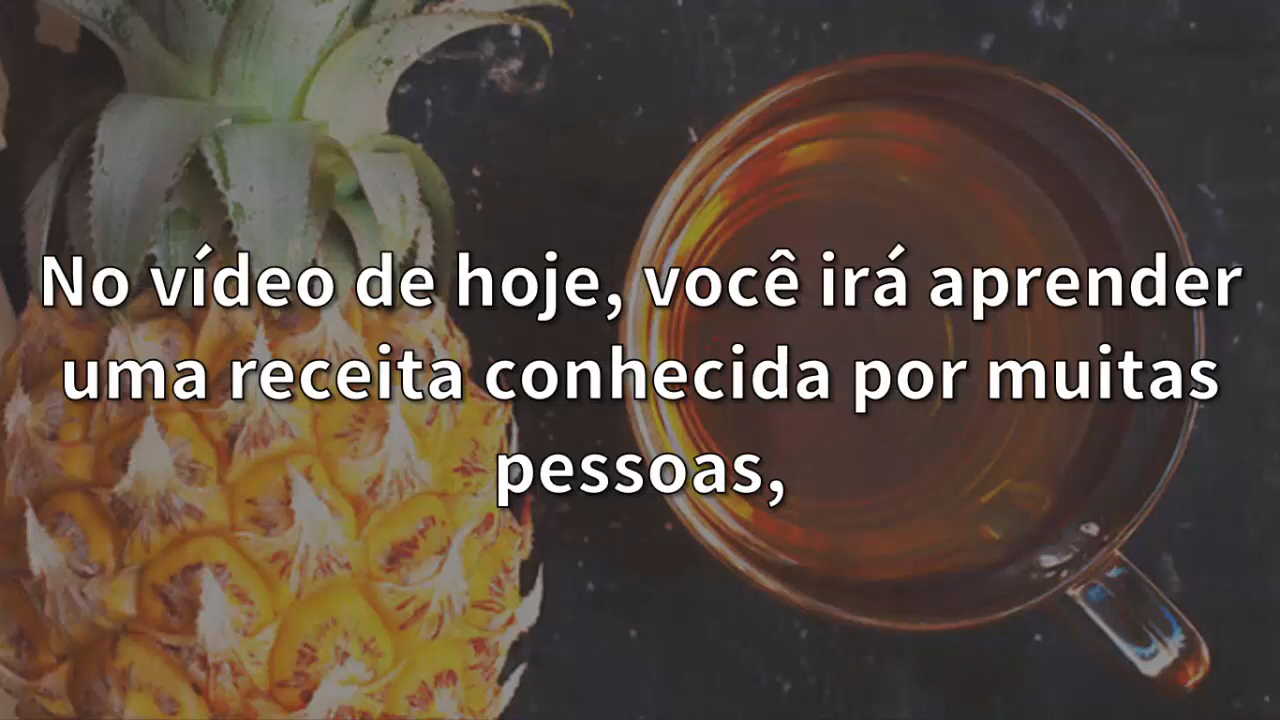 No vídeo de hoje, você irá aprender
uma receita conhecida por muitas
pessoas,